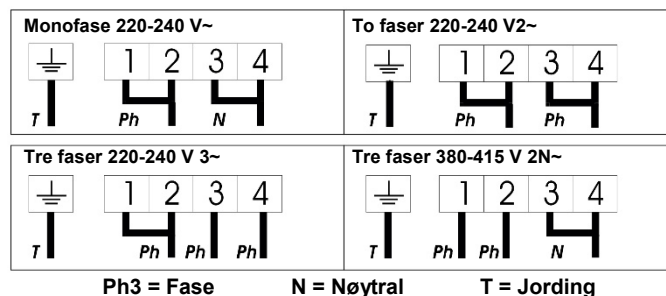 Monofase 220-240 V~
1 2 3 4
T Ph N
To faser 220-240 V2~
1 2 3 4
T Ph Ph
Tre faser 220-240 V 3~
1 2 3 4
T Ph Ph Ph
Tre faser 380-415 V 2N~
1 2 3 4
T Ph Ph N
Ph3 = Fase N = Nøytral T = Jording